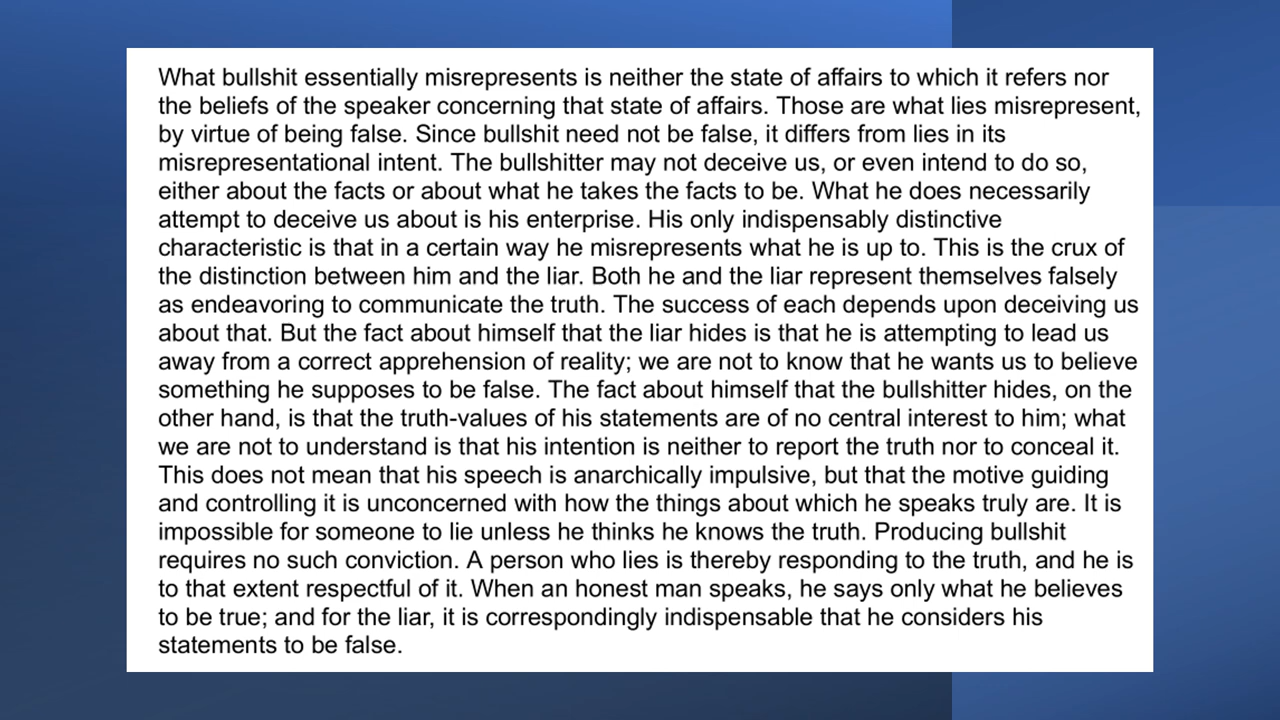 What bullshit essentially misrepresents is neither the state of affairs to which it refers nor
the beliefs of the speaker concerning that state of affairs. Those are what lies misrepresent,
by virtue of being false. Since bullshit need not be false, it differs from lies in its
misrepresentational intent. The bullshitter may not deceive us, or even intend to do so,
either about the facts or about what he takes the facts to be. What he does necessarily
attempt to deceive us about is his enterprise. His only indispensably distinctive
characteristic is that in a certain way he misrepresents what he is up to. This is the crux of
the distinction between him and the liar. Both he and the liar represent themselves falsely
as endeavoring to communicate the truth. The success of each depends upon deceiving us
about that. But the fact about himself that the liar hides is that he is attempting to lead us
away from a correct apprehension of reality; we are not to know that he wants us to believe
something he supposes to be false. The fact about himself that the bullshitter hides, on the
other hand, is that the truth-values of his statements are of no central interest to him; what
we are not to understand is that his intention is neither to report the truth nor to conceal it.
This does not mean that his speech is anarchically impulsive, but that the motive guiding
and controlling it is unconcerned with how the things about which he speaks truly are. It is
impossible for someone to lie unless he thinks he knows the truth. Producing bullshit
requires no such conviction. A person who lies is thereby responding to the truth, and he is
to that extent respectful of it. When an honest man speaks, he says only what he believes
to be true; and for the liar, it is correspondingly indispensable that he considers his
statements to be false.